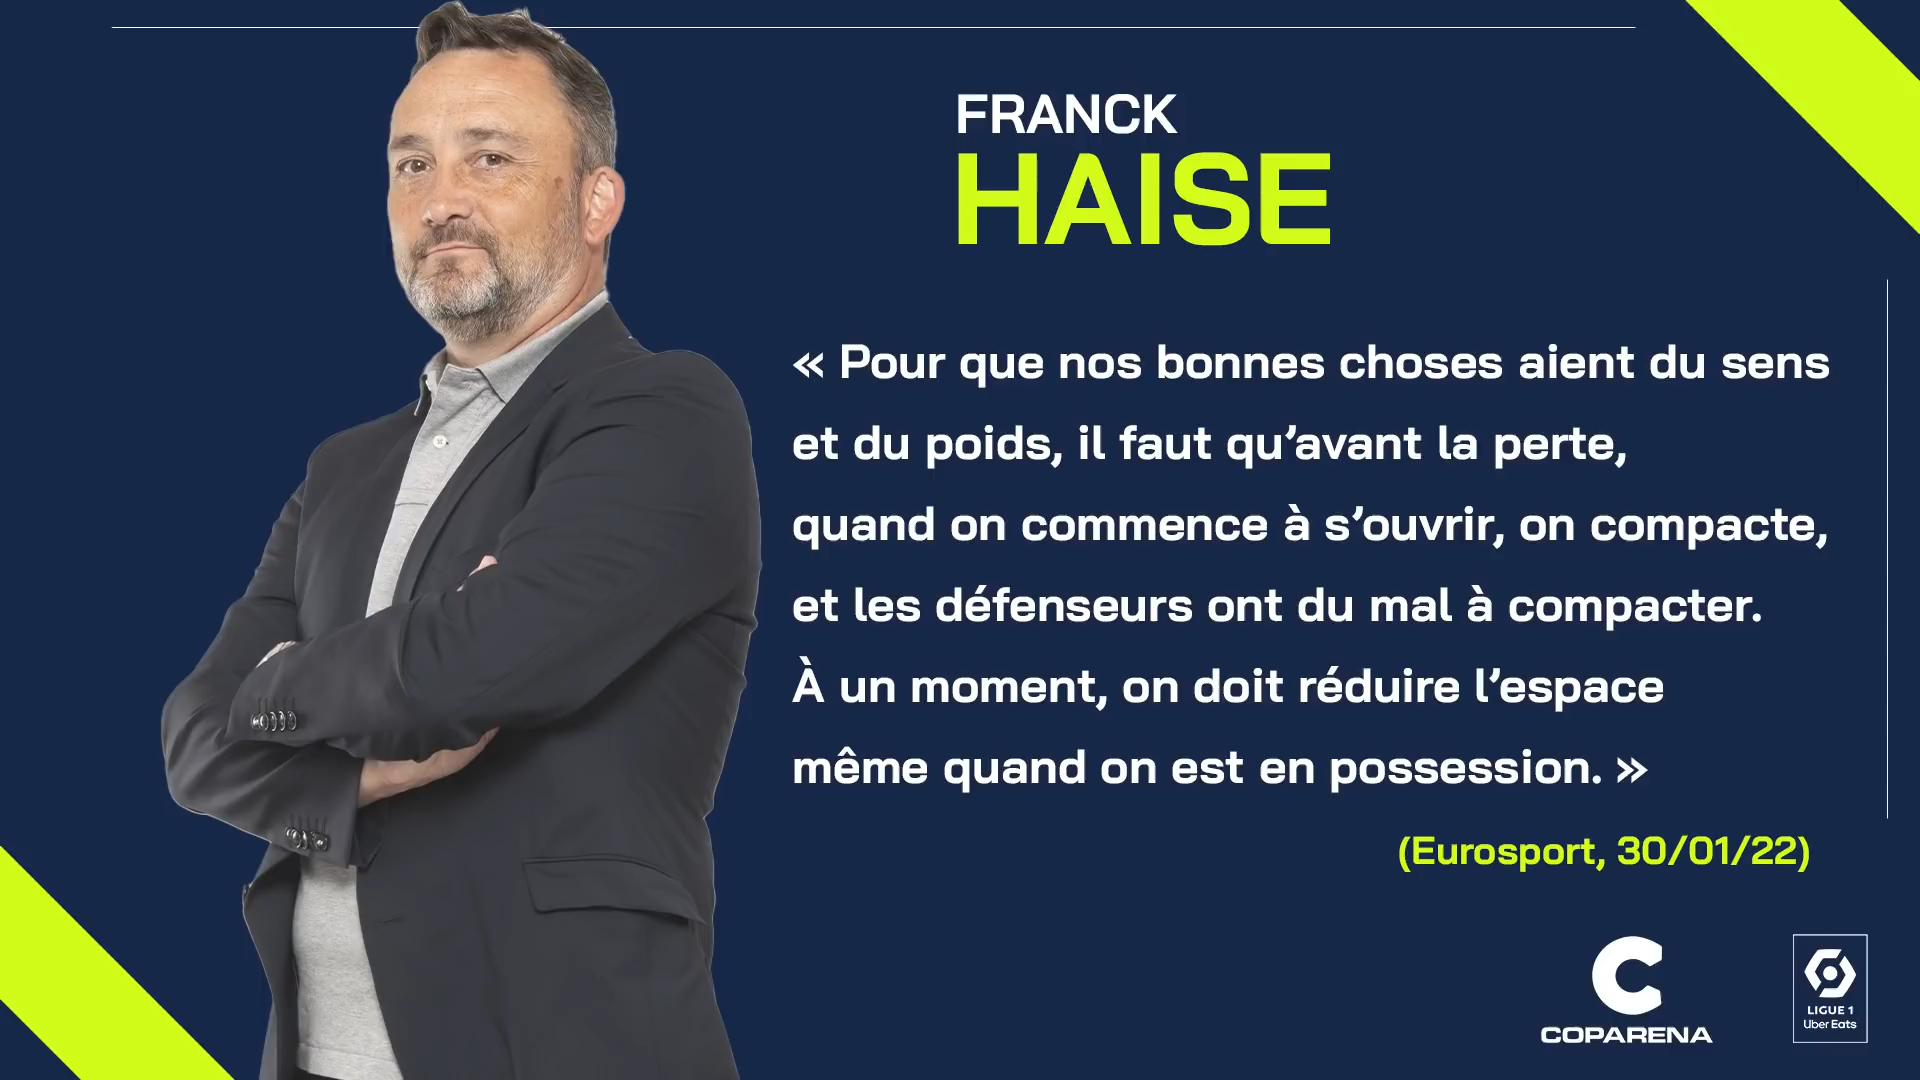 FRANCK
HAISE
« Pour que nos bonnes choses aient du sens
et du poids, il faut qu’avant la perte,
quand on commence à s’ouvrir, on compacte,
et les défenseurs ont du mal à compacter.
À un moment, on doit réduire l’espace
même quand on est en possession. »
(Eurosport, 30/01/22)
COPARENA
LIGUE 1
Uber Eats